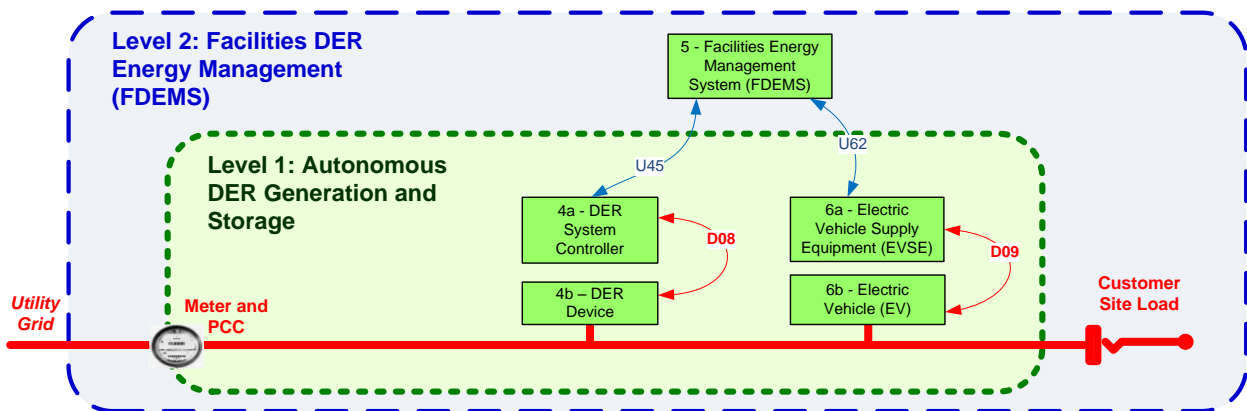 Level 2: Facilities DER
Energy Management
(FDEMS)
5 - Facilities Energy
Management
System (FDEMS)
U45
U62
Level 1: Autonomous
DER Generation and
Storage
4a - DER
System
Controller
D08
6a - Electric
Vehicle Supply
Equipment (EVSE)
D09
4b – DER
Device
6b - Electric
Vehicle (EV)
Utility
Grid
Meter and
PCC
Customer
Site Load